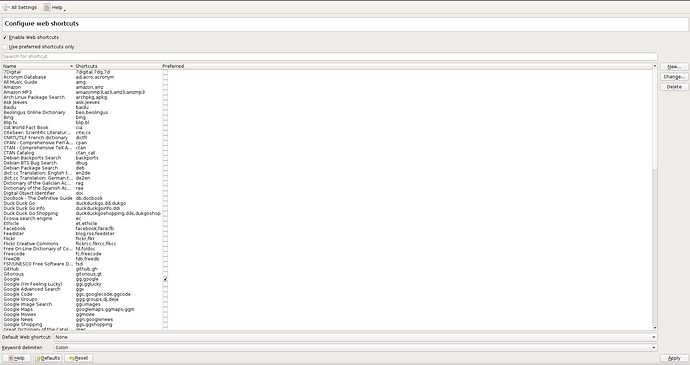 All Settings Help
Configure web shortcuts
Enable Web shortcuts
Use preferred shortcuts only
Search for shortcut
Name Shortcuts Preferred
New...
Change...
Delete
7Digital 7digital,7dg,7d
Acronym Database ad,acro,acronym
All Music Guide amg
Amazon amazon,amz
Amazon MP3 amazonmp3,az3,amz3,amzmp3
Arch Linux Package Search archpkg,apkg
Ask Jeeves ask,jeeves
Baidu baidu
Beolingus Online Dictionary beo,beolingus
Bing bing
Blip.tv blip,bl
CIA World Fact Book cia
CiteSeer: Scientific Literatur... cite,cs
CNRTL/TILF French dictionary dictfr
CPAN - Comprehensive Perl A... cpan
CTAN - Comprehensive TeX A... ctan
CTAN Catalog ctan_cat
Debian Backports Search backports
Debian BTS Bug Search dbug
Debian Package Search deb
dict.cc Translation: English t... en2de
dict.cc Translation: German t... de2en
Dictionary of the Galician Ac... rag
Dictionary of the Spanish Ac... rae
Digital Object Identifier doi
DocBook - The Definitive Guide db,docbook
Duck Duck Go duckduckgo,dd,dukgo
Duck Duck Go Info duckduckgoinfo,ddi
Duck Duck Go Shopping duckduckgoshopping,dds,dukgoshop
Ecosia search engine ec
Ethicle et,ethicle
Facebook facebook,face,fb
Feedster blog,rss,feedster
Flickr flickr,flkr
Flickr Creative Commons flickrcc,flkrcc,flkcc
Free On-Line Dictionary of Co... fd,foldoc
Freecode fc,freecode
FreeDB fdb,freedb
FSF/UNESCO Free Software D... fsd
GitHub github,gh
Gitorious gitorious,gt
Google gg,google
Google (I'm Feeling Lucky) ggl,gglucky
Google Advanced Search ggx
Google Code ggc,googlecode,ggcode
Google Groups ggg,groups,dj,deja
Google Image Search ggi,images
Google Maps googlemaps,ggmaps,ggm
Google Movies ggmovie
Google News ggn,googlenews
Google Shopping ggs,ggshopping
Great Dictionary of the Catal... grec
Default Web shortcut: None
Keyword delimiter: Colon
Help Defaults Reset Apply